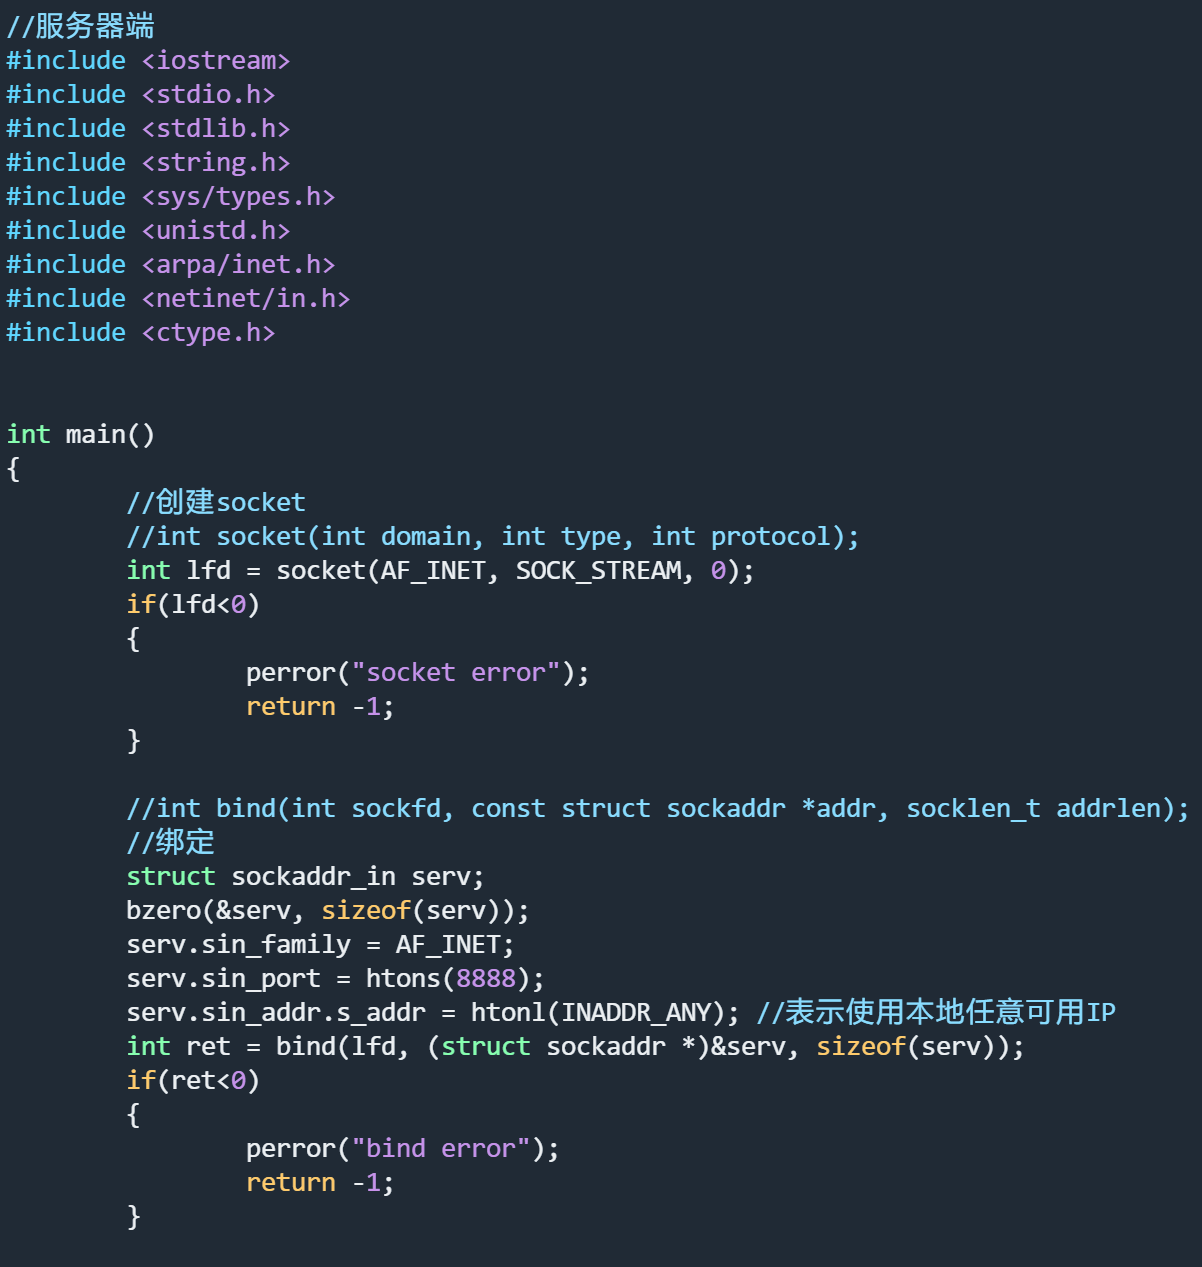 //服务器端
#include <iostream>
#include <stdio.h>
#include <stdlib.h>
#include <string.h>
#include <sys/types.h>
#include <unistd.h>
#include <arpa/inet.h>
#include <netinet/in.h>
#include <ctype.h>


int main()
{
        //创建socket
        //int socket(int domain, int type, int protocol);
        int lfd = socket(AF_INET, SOCK_STREAM, 0);
        if(lfd<0)
        {
                perror("socket error");
                return -1;
        }

        //int bind(int sockfd, const struct sockaddr *addr, socklen_t addrlen);
        //绑定
        struct sockaddr_in serv;
        bzero(&serv, sizeof(serv));
        serv.sin_family = AF_INET;
        serv.sin_port = htons(8888);
        serv.sin_addr.s_addr = htonl(INADDR_ANY); //表示使用本地任意可用IP
        int ret = bind(lfd, (struct sockaddr *)&serv, sizeof(serv));
        if(ret<0)
        {
                perror("bind error");
                return -1;
        }